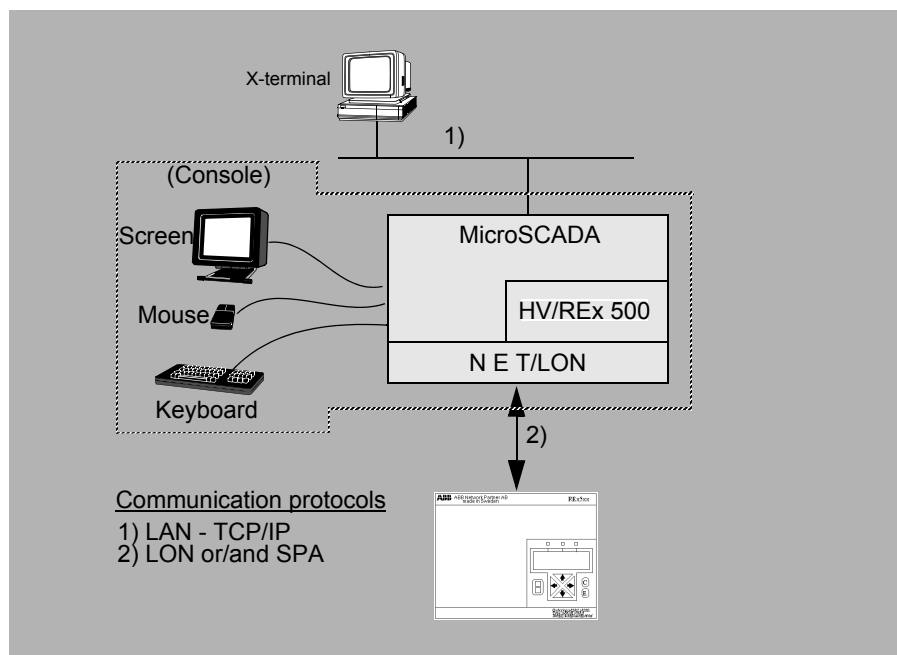 X-terminal
1)
(Console)
Screen
MicroSCADA
Mouse
HV/REx 500
N E T/LON
Keyboard
2)
Communication protocols
1) LAN - TCP/IP
2) LON or/and SPA
ABB ABB Network Partner AB
made in Sweden
REx5xx
C
E